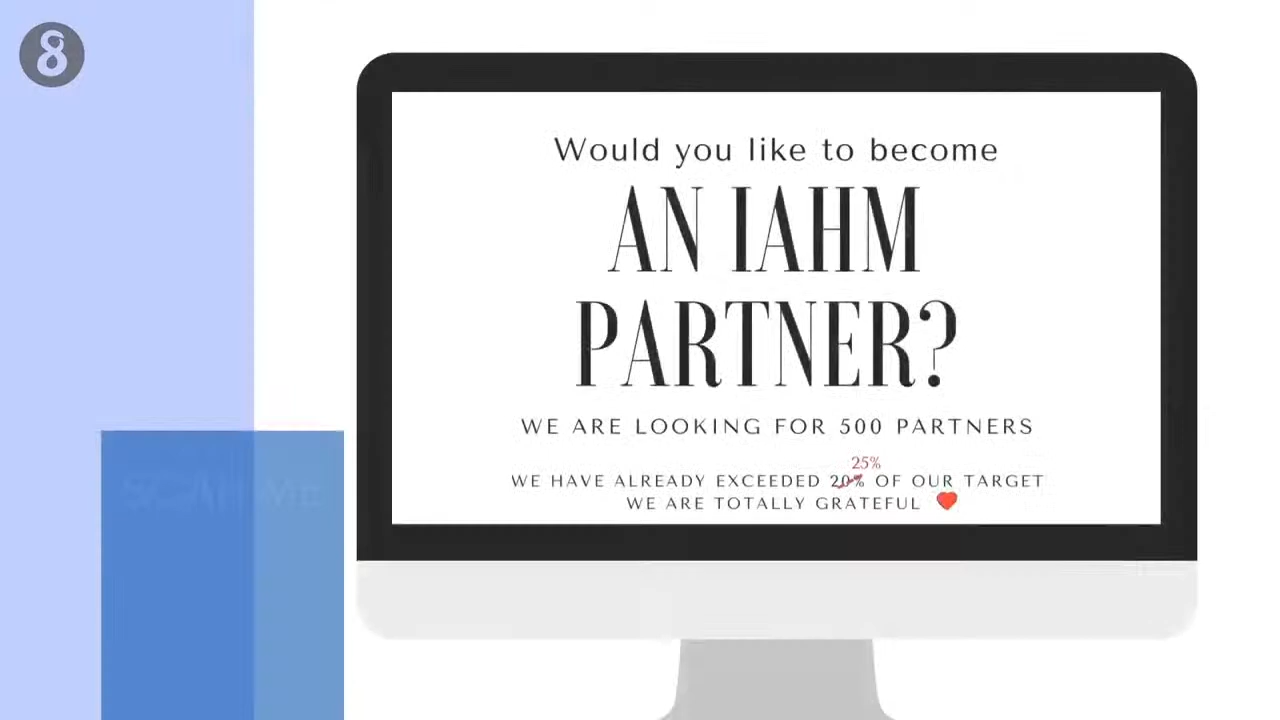 8
Would you like to become
AN IAHM
PARTNER?
WE ARE LOOKING FOR 500 PARTNERS
25%
WE HAVE ALREADY EXCEEDED 20% OF OUR TARGET
WE ARE TOTALLY GRATEFUL